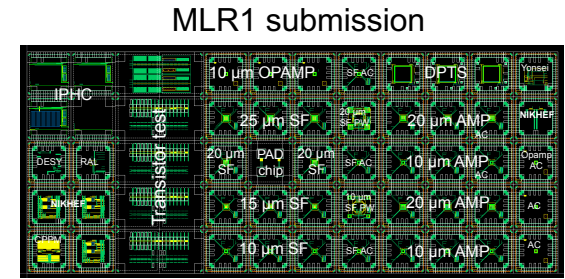 MLR1 submission
10 µm OPAMP
SF AC
DPTS
Yonsei
IPHC
Transistor test
25 µm SF
20 µm
SF PW
20 µm AMP
AC
NIKHEF
DESY
RAL
20 µm
SF
PAD
chip
20 µm
SF
SF AC
10 µm AMP
AC
Opamp
AC
NIKHEF
15 µm SF
10 µm
SF PW
20 µm AMP
AC
CPPM
10 µm SF
SF AC
10 µm AMP
AC